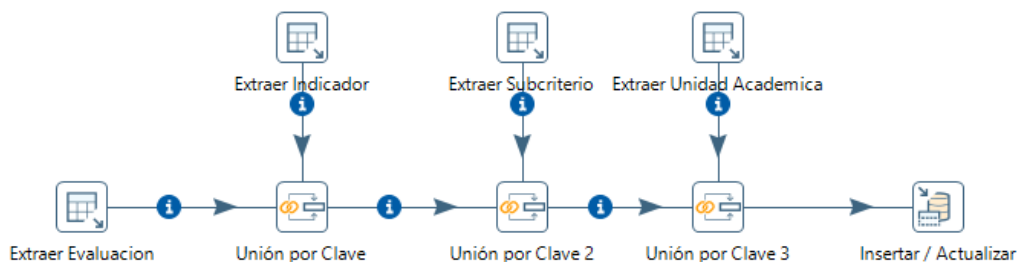 Extraer Indicador
Extraer Subcriterio
Extraer Unidad Academica
Extraer Evaluacion
Unión por Clave
Unión por Clave 2
Unión por Clave 3
Insertar / Actualizar